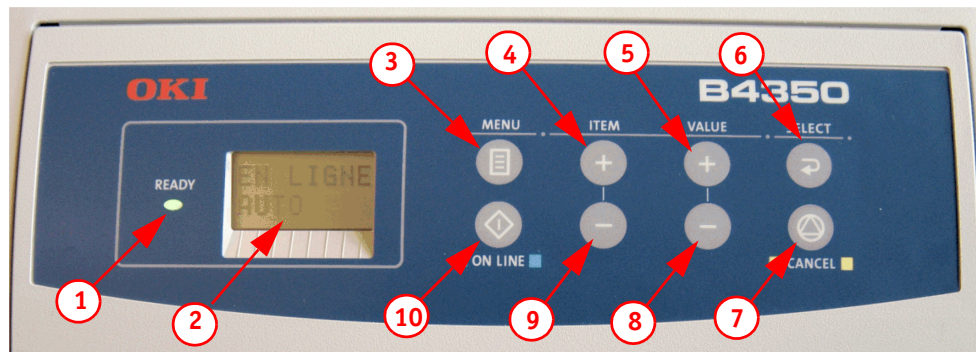 3
4
5
6
OKI
B4350
MENU
ITEM
VALUE
SELECT
READY
EN LIGNE
AUTO
ON LINE
CANCEL
1
2
10
9
8
7